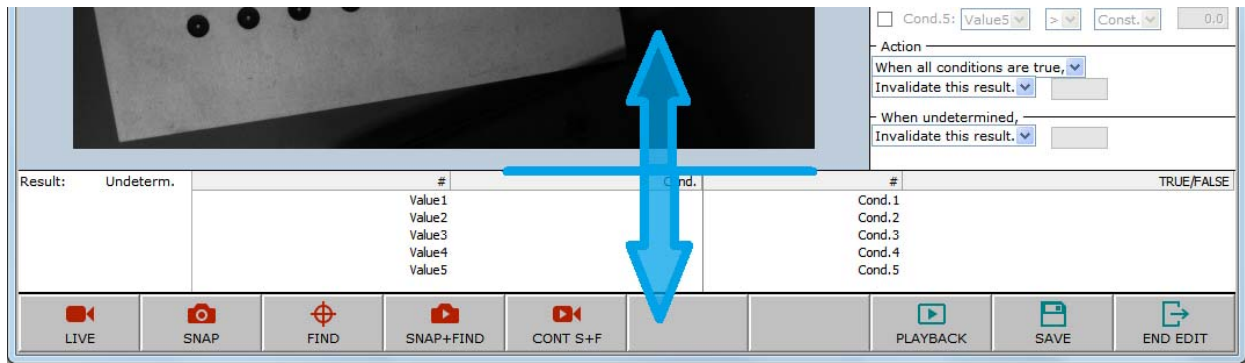 Cond.5: Value5 > Const. 0.0
Action
When all conditions are true,
Invalidate this result.
When undetermined,
Invalidate this result.
Result: Undeterm. # Cond. # TRUE/FALSE
Value1 Cond.1
Value2 Cond.2
Value3 Cond.3
Value4 Cond.4
Value5 Cond.5
LIVE SNAP FIND SNAP+FIND CONT S+F PLAYBACK SAVE END EDIT